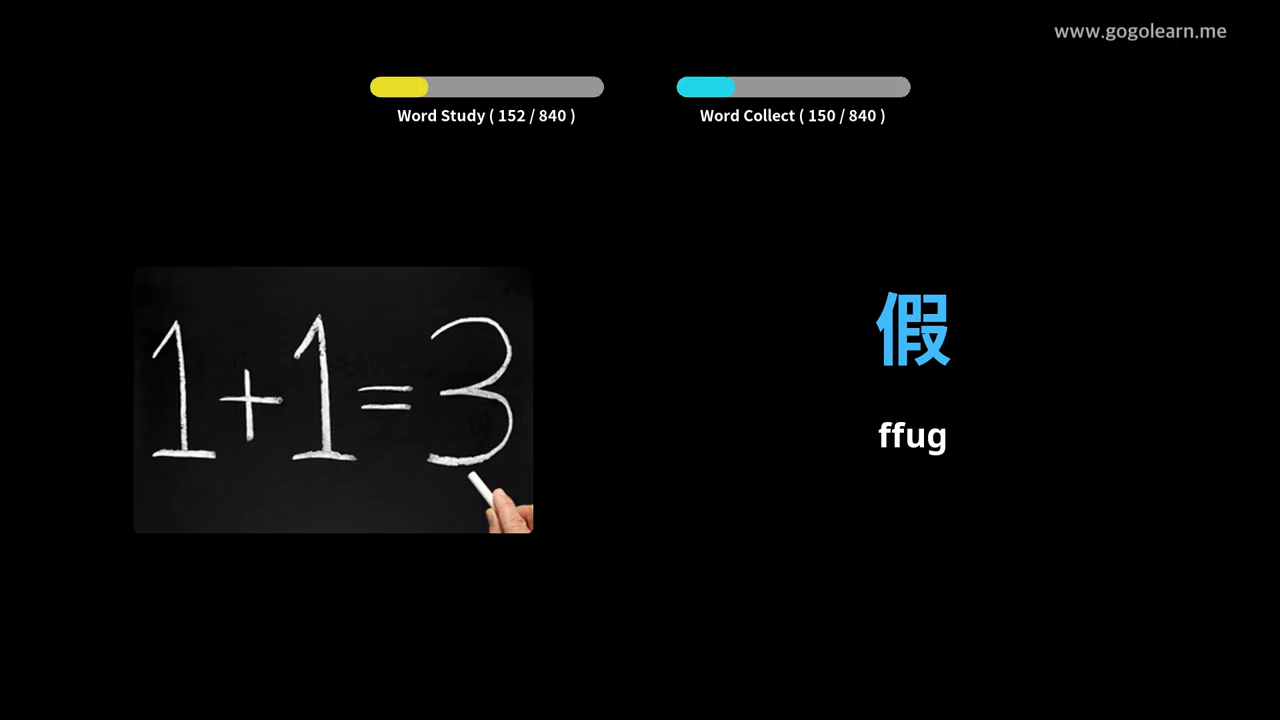 www.gogolearn.me
Word Study ( 152 / 840 )
Word Collect ( 150 / 840 )
1+1=3
假
ffug